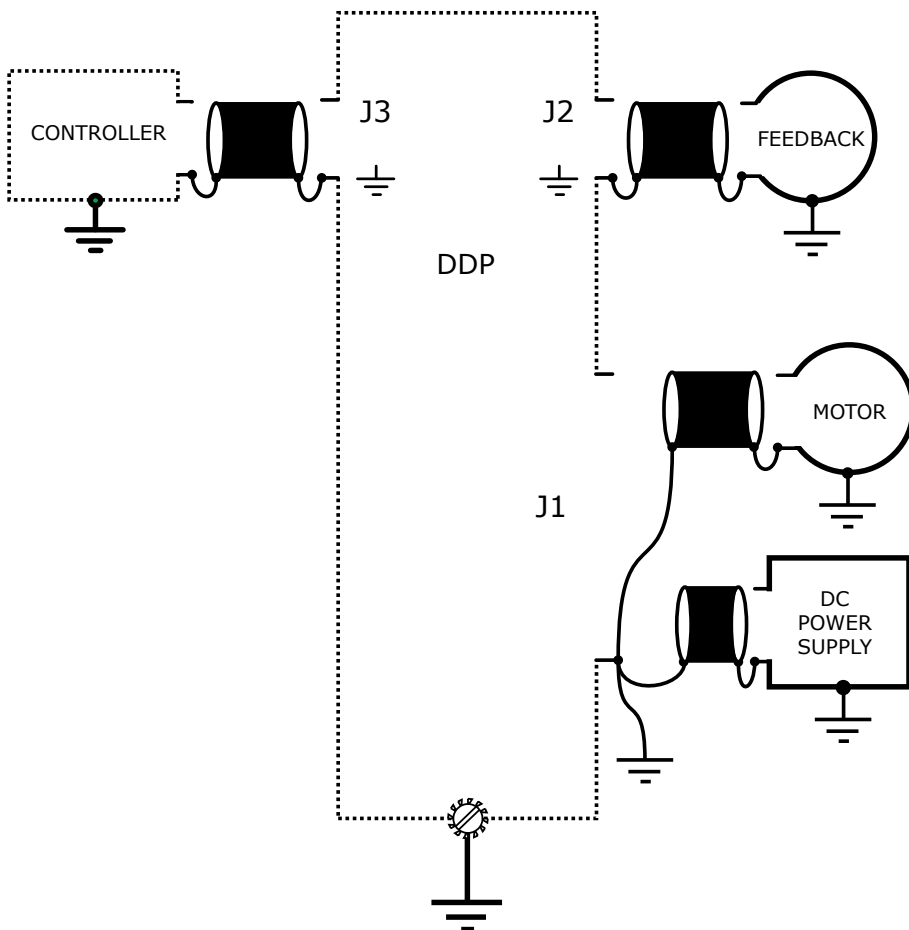 J3
J2
CONTROLLER
FEEDBACK
DDP
MOTOR
J1
DC
POWER
SUPPLY